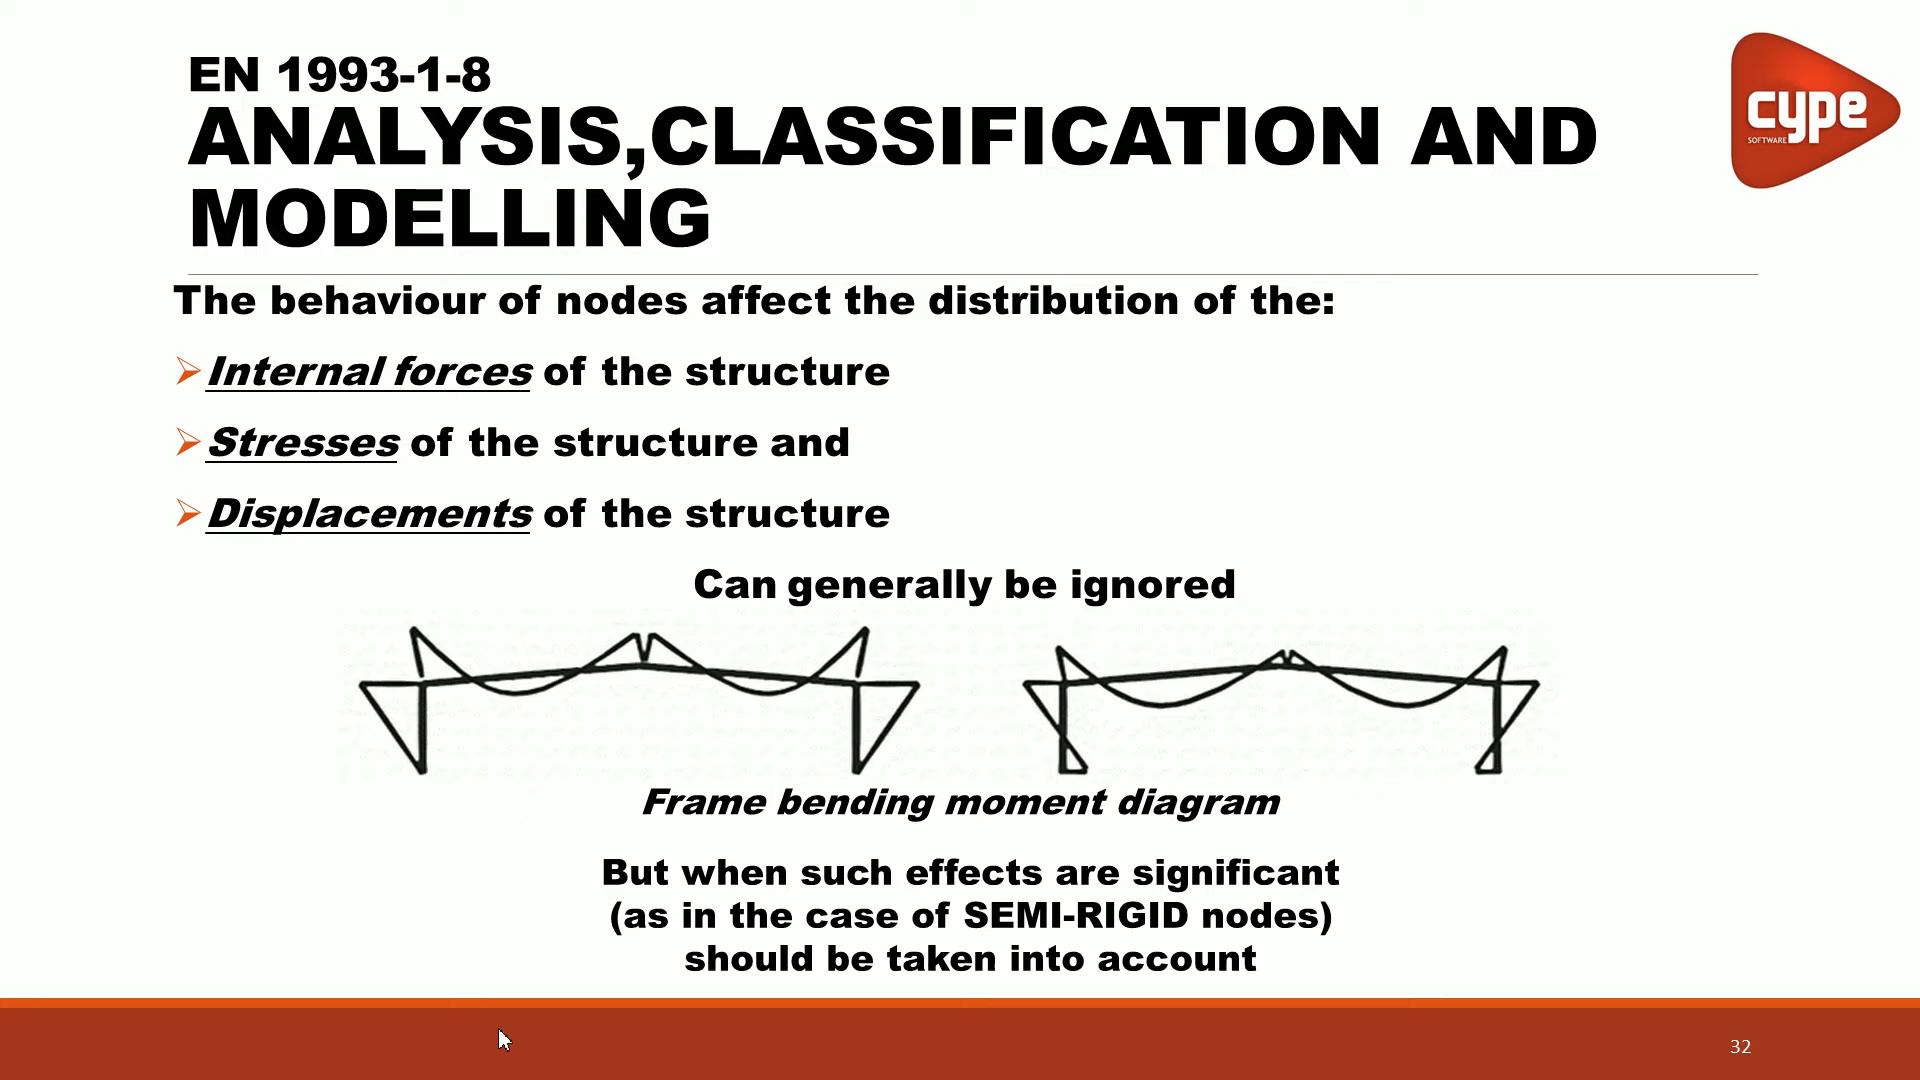 EN 1993-1-8
ANALYSIS,CLASSIFICATION AND
MODELLING
cype
SOFTWARE
The behaviour of nodes affect the distribution of the:
Internal forces of the structure
Stresses of the structure and
Displacements of the structure
Can generally be ignored
Frame bending moment diagram
But when such effects are significant
(as in the case of SEMI-RIGID nodes)
should be taken into account
32